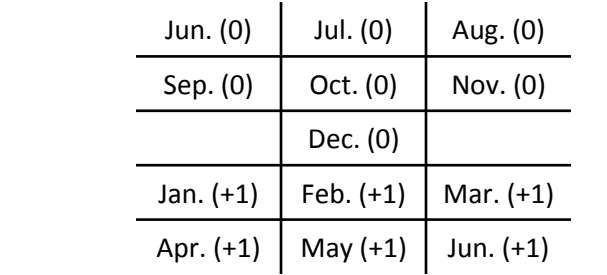 Jun. (0) Jul. (0) Aug. (0)
Sep. (0) Oct. (0) Nov. (0)
Dec. (0)
Jan. (+1) Feb. (+1) Mar. (+1)
Apr. (+1) May (+1) Jun. (+1)